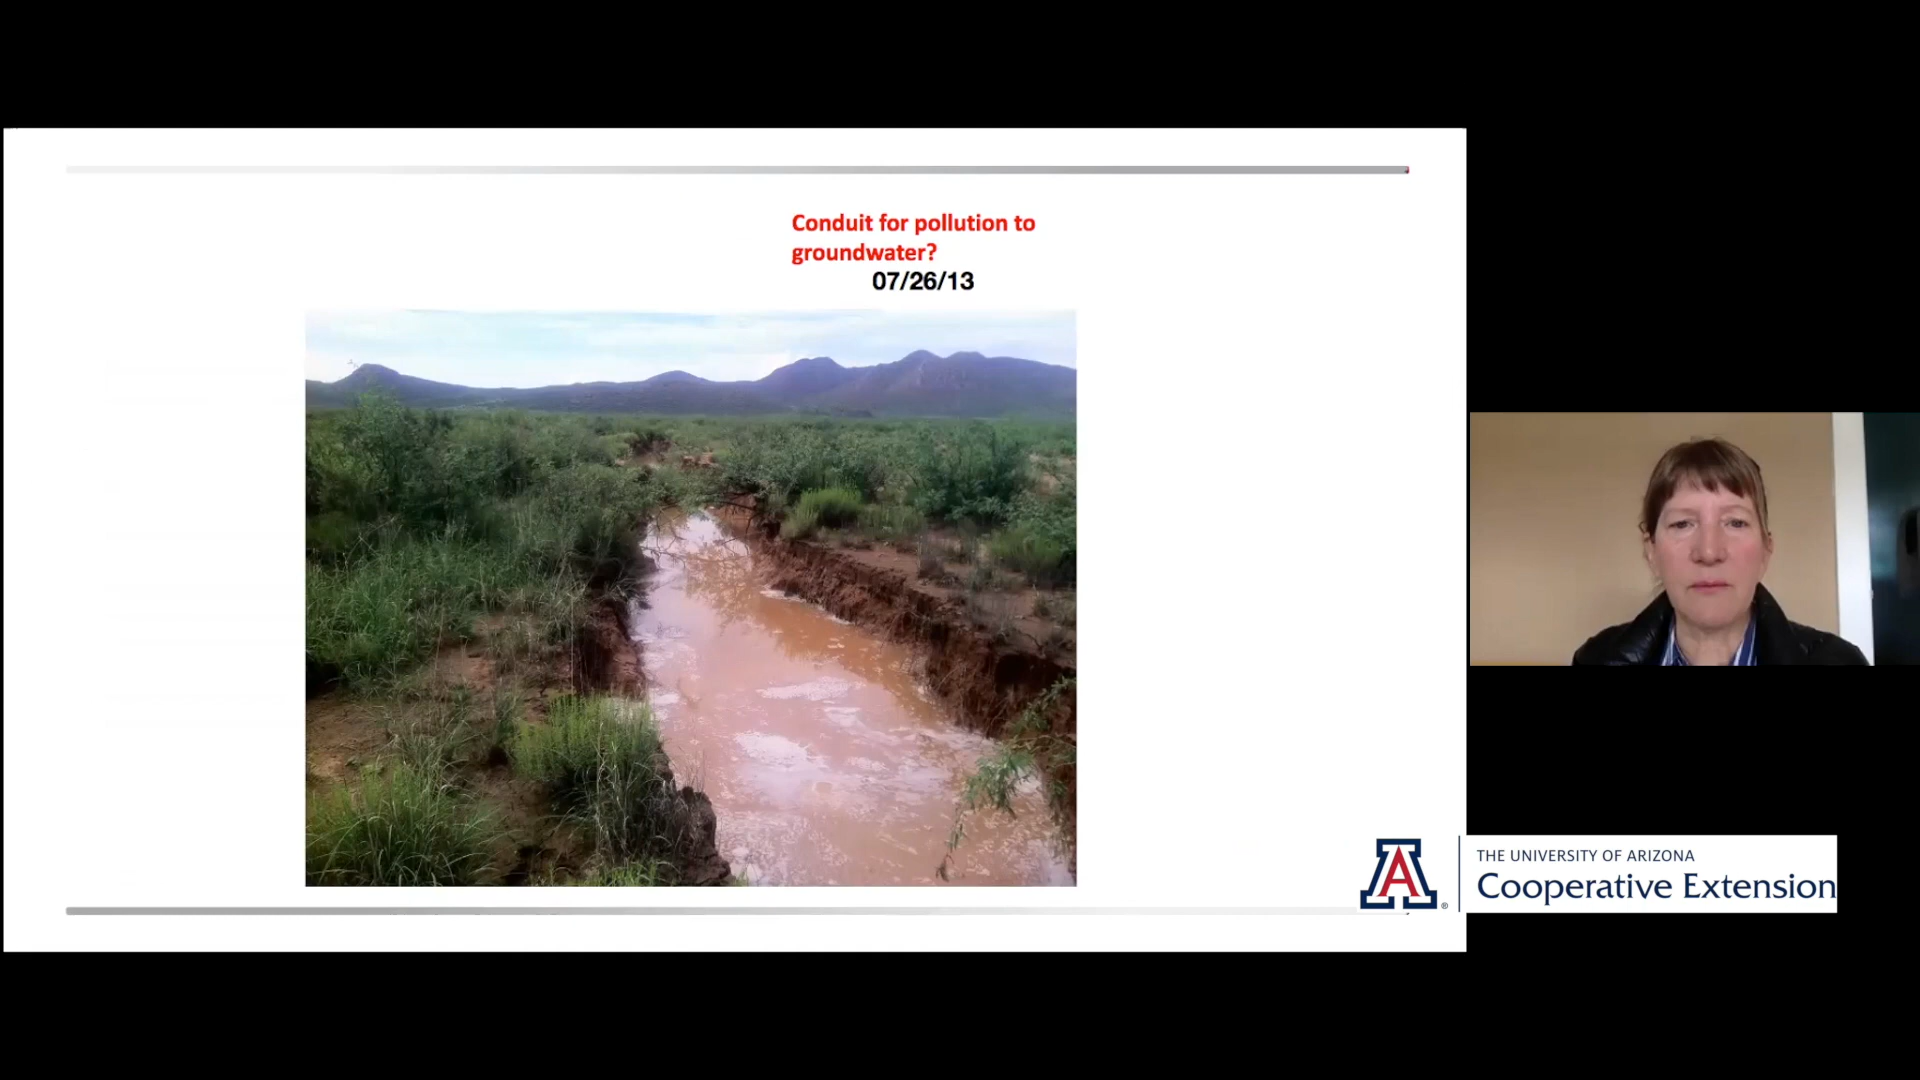 Conduit for pollution to
groundwater?
07/26/13
THE UNIVERSITY OF ARIZONA
Cooperative Extension